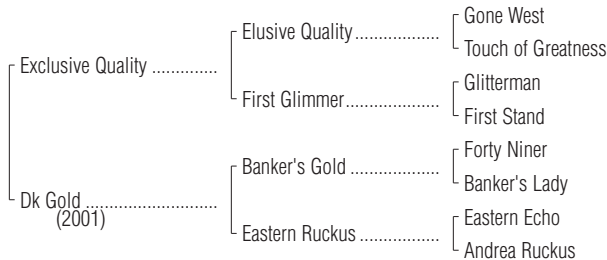 Gone West
Elusive Quality ..................
Touch of Greatness
Exclusive Quality ..............
Glitterman
First Glimmer....................
First Stand
Forty Niner
Banker's Gold ...................
Banker's Lady
Dk Gold ............................
(2001)
Eastern Echo
Eastern Ruckus .................
Andrea Ruckus